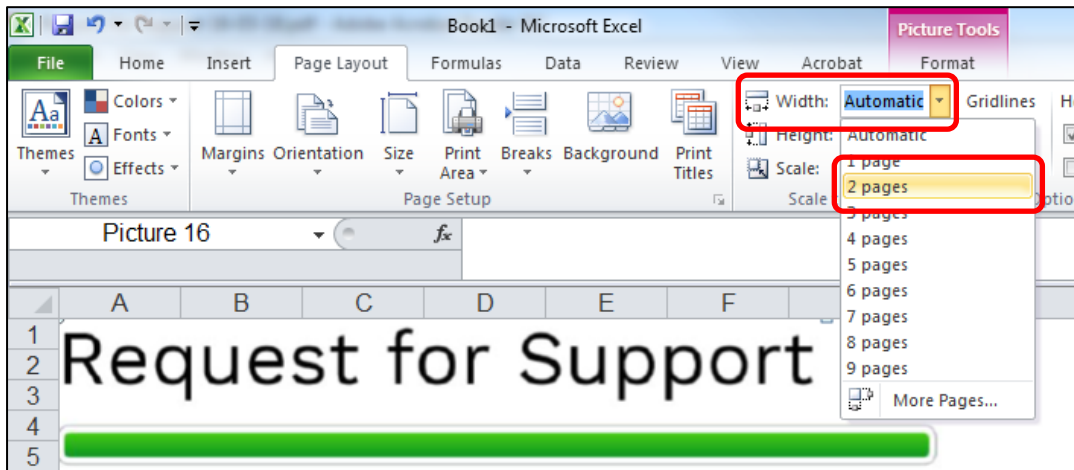 Book1 - Microsoft Excel
Picture Tools
File Home Insert Page Layout Formulas Data Review View Acrobat Format
Aa Colors Width: Automatic Gridlines
A Fonts Height: Automatic
Themes Effects Margins Orientation Size Print Area Breaks Background Print Titles Scale: 1 page
Themes Page Setup Scale 2 pages
3 pages
Picture 16 fx 4 pages
5 pages
6 pages
7 pages
8 pages
9 pages
More Pages...
A B C D E F
1
2 Request for Support
3
4
5